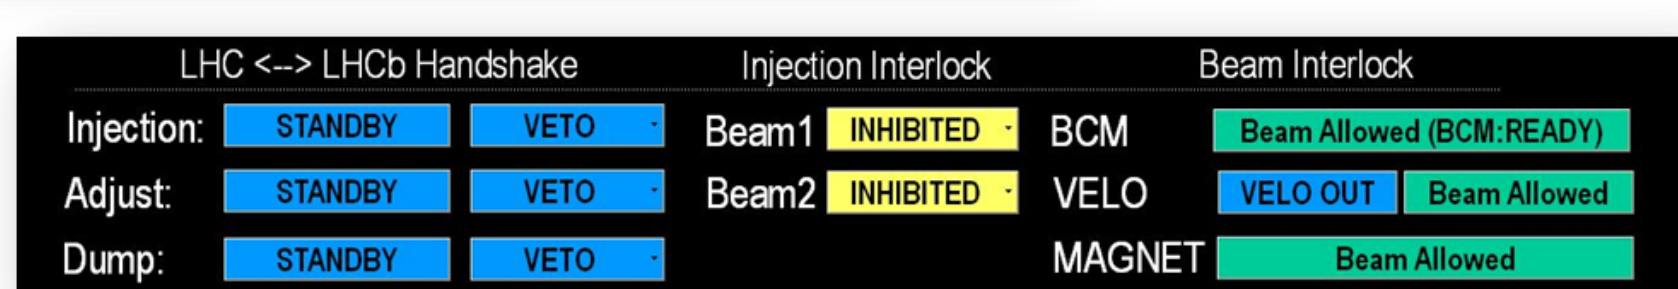 LHC <--> LHCb Handshake Injection Interlock Beam Interlock
Injection: STANDBY VETO Beam1 INHIBITED BCM Beam Allowed (BCM:READY)
Adjust: STANDBY VETO Beam2 INHIBITED VELO VELO OUT Beam Allowed
Dump: STANDBY VETO MAGNET Beam Allowed